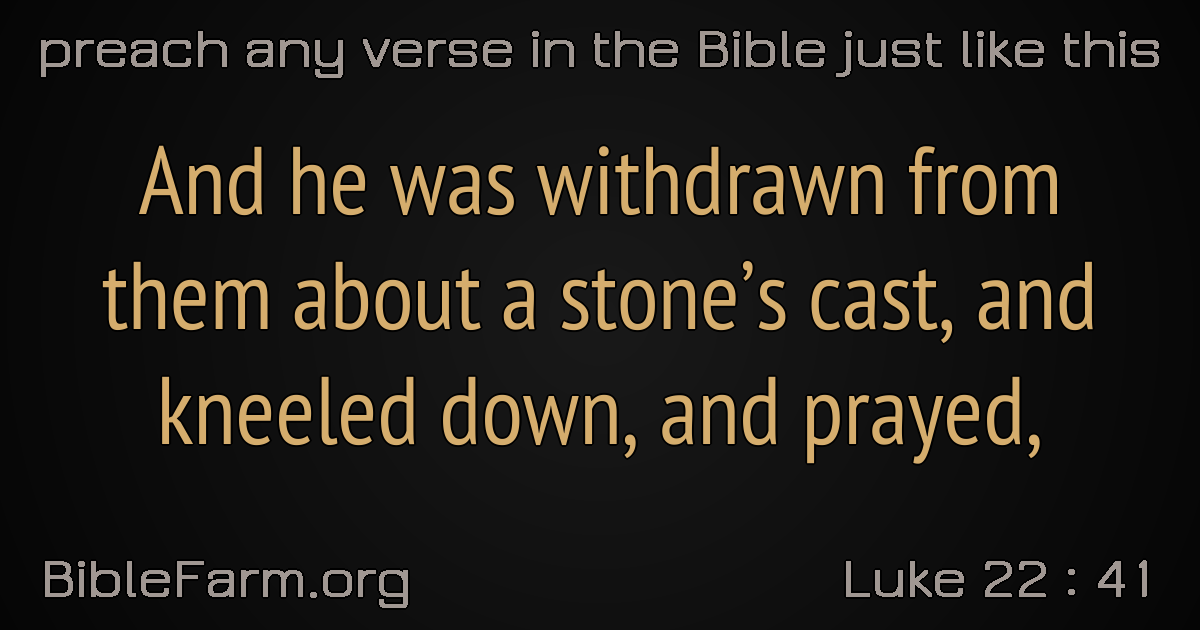 preach any verse in the Bible just like this
And he was withdrawn from
them about a stone’s cast, and
kneeled down, and prayed,
BibleFarm.org
Luke 22 : 41